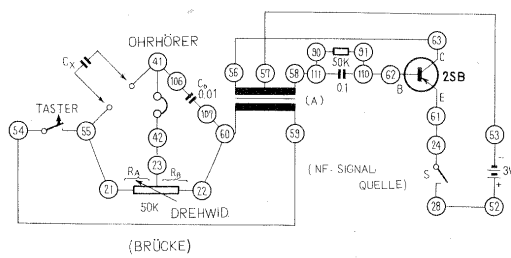 OHRHÖRER
63
Cx
41
90 91
C
106
56 57 58
50K
C₆
0.01
111 110 62
2SB
TASTER
0.1
B
107
(A)
E
54
55
60
59
61
42
53
24
23
(NF-SIGNAL
QUELLE)
S
3V
RA RB
21
22
50K
DREHWID.
28
52
(BRÜCKE)